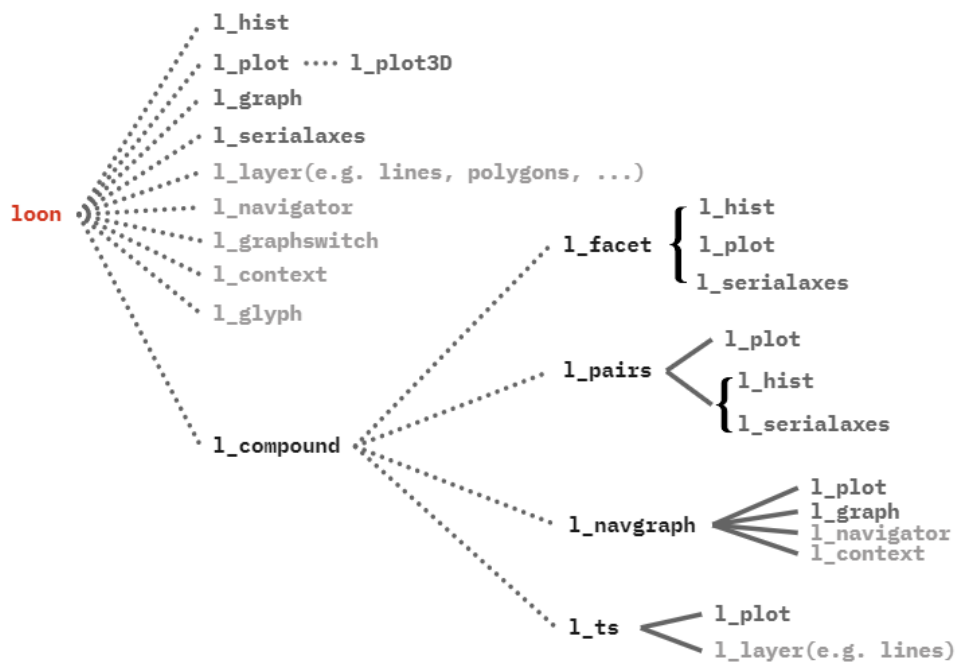 l_hist
l_plot l_plot3D
l_graph
l_serialaxes
l_layer(e.g. lines, polygons, ...)
loon
l_navigator
l_graphswitch
l_context
l_glyph
l_compound
l_facet
l_hist
l_plot
l_serialaxes
l_pairs
l_plot
l_hist
l_serialaxes
l_navgraph
l_plot
l_graph
l_navigator
l_context
l_ts
l_plot
l_layer(e.g. lines)